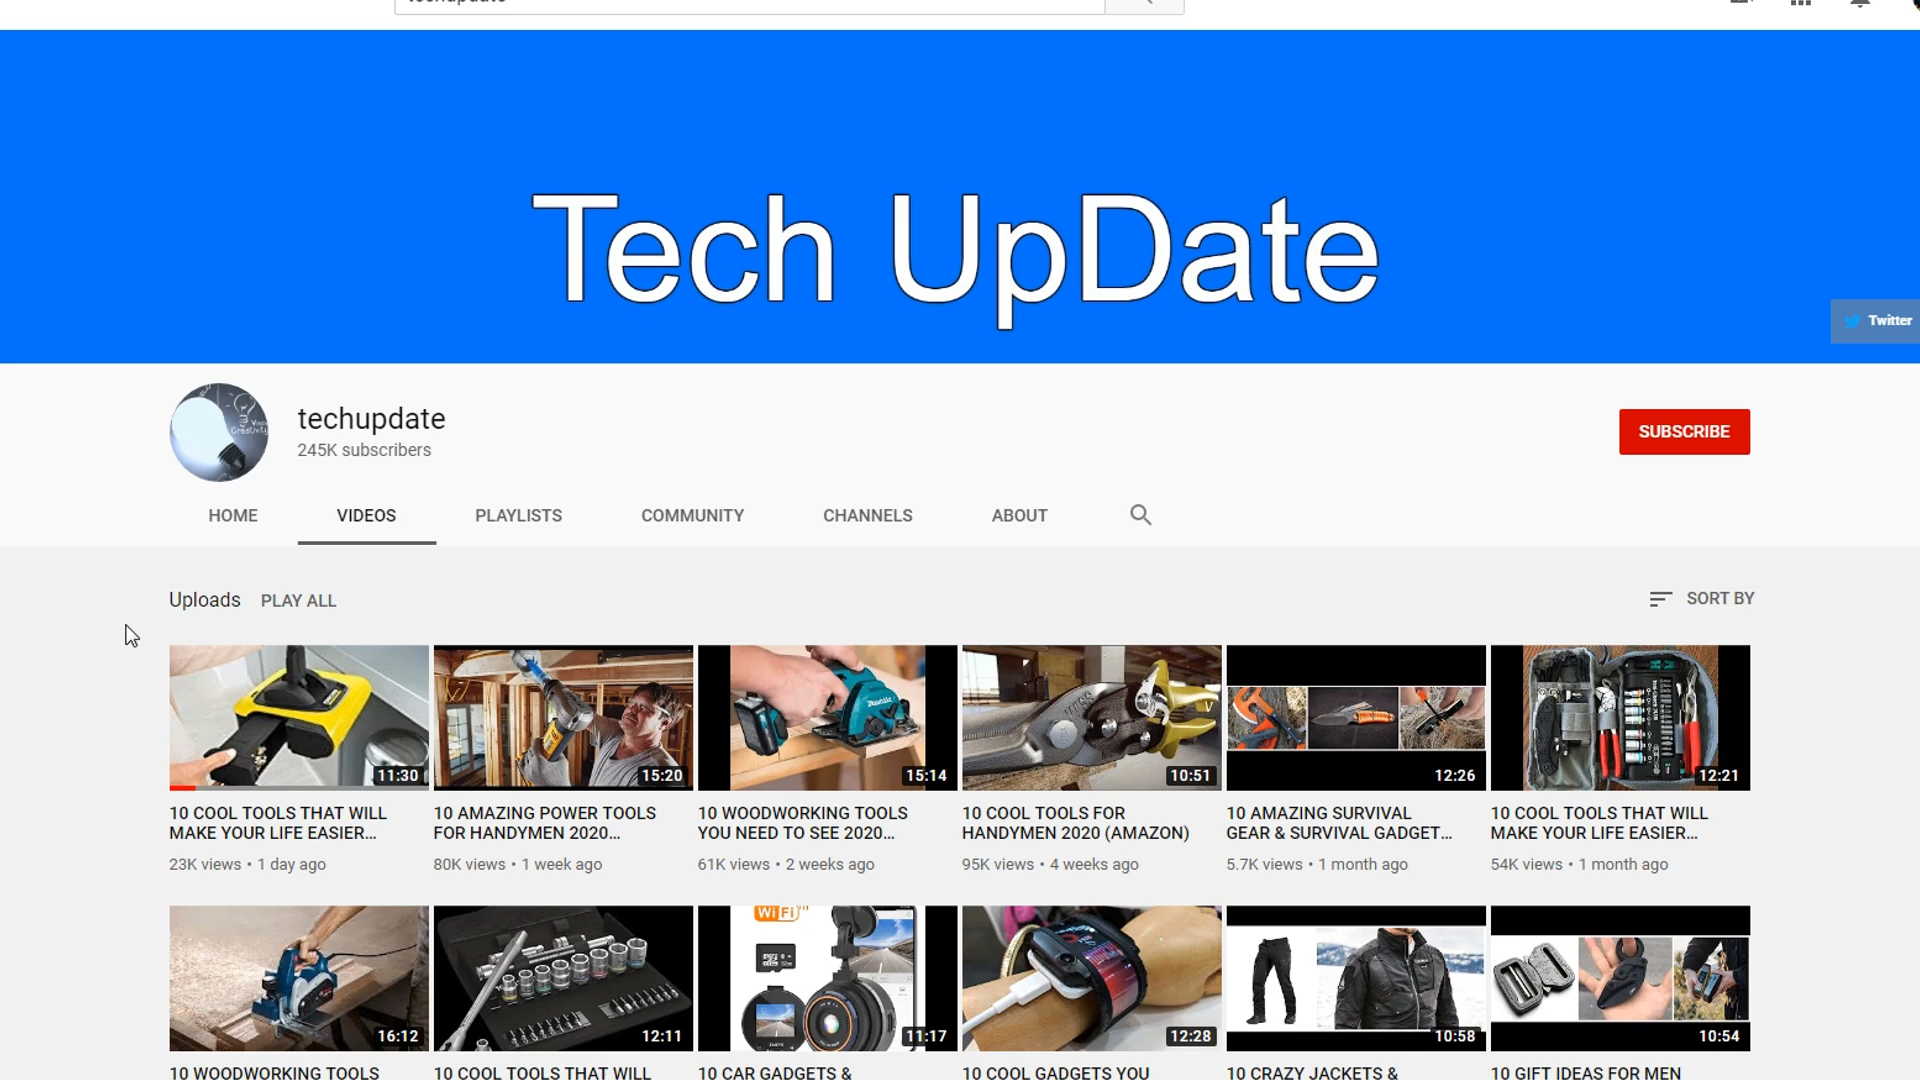 Tech UpDate
Twitter
techupdate
245K subscribers
SUBSCRIBE
HOME
VIDEOS
PLAYLISTS
COMMUNITY
CHANNELS
ABOUT
Uploads
PLAY ALL
SORT BY
11:30
15:20
15:14
10:51
12:26
12:21
10 COOL TOOLS THAT WILL
MAKE YOUR LIFE EASIER...
23K views • 1 day ago
10 AMAZING POWER TOOLS
FOR HANDYMEN 2020...
80K views • 1 week ago
10 WOODWORKING TOOLS
YOU NEED TO SEE 2020...
61K views • 2 weeks ago
10 COOL TOOLS FOR
HANDYMEN 2020 (AMAZON)
95K views • 4 weeks ago
10 AMAZING SURVIVAL
GEAR & SURVIVAL GADGET...
5.7K views • 1 month ago
10 COOL TOOLS THAT WILL
MAKE YOUR LIFE EASIER...
54K views • 1 month ago
WiFi
16:12
12:11
11:17
12:28
10:58
10:54
10 WOODWORKING TOOLS
10 COOL TOOLS THAT WILL
10 CAR GADGETS &
10 COOL GADGETS YOU
10 CRAZY JACKETS &
10 GIFT IDEAS FOR MEN